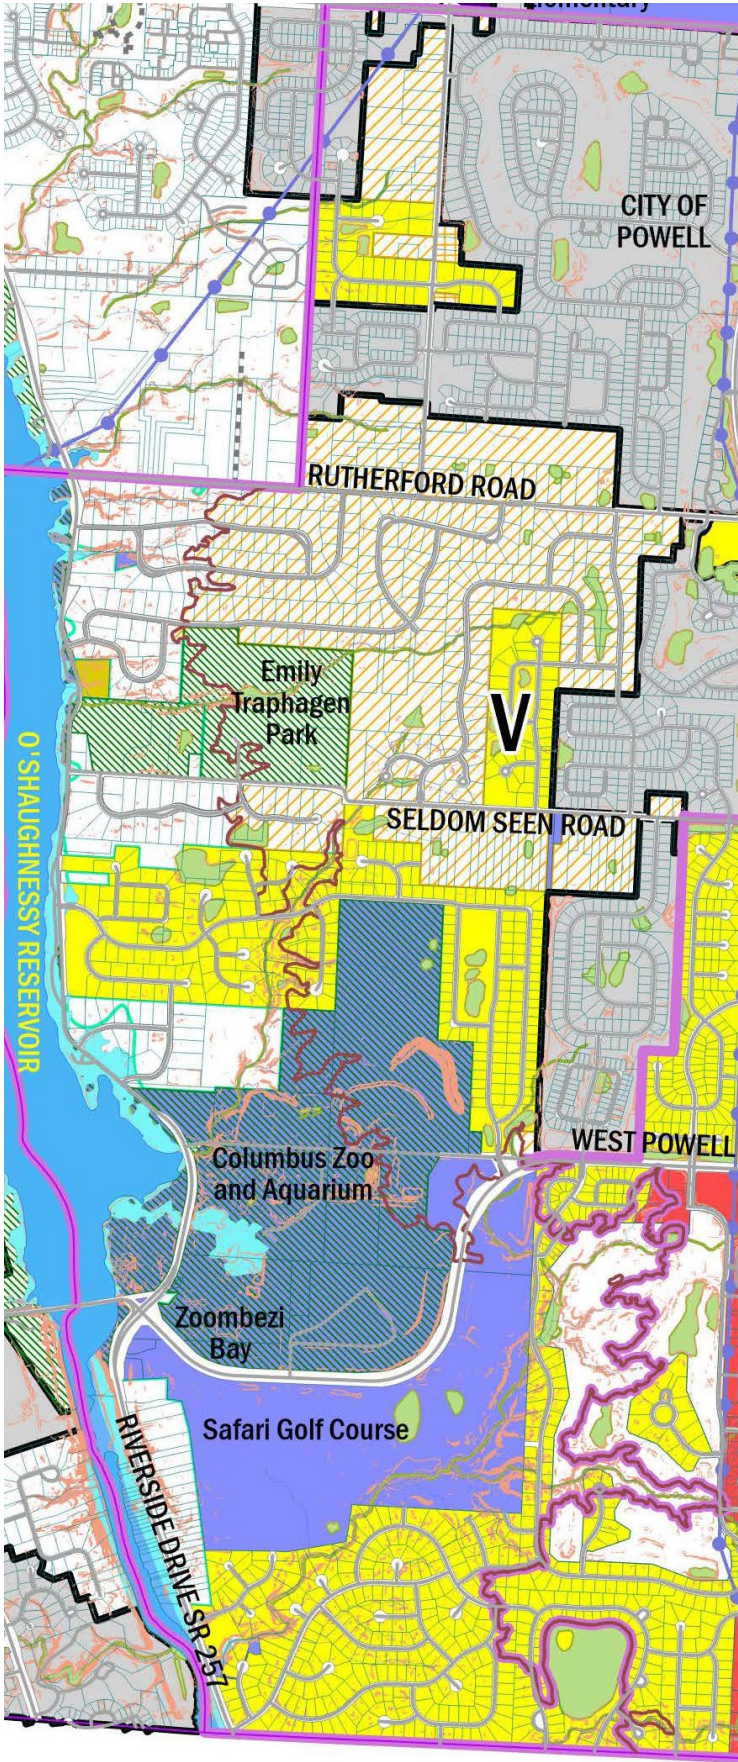 Elementary
CITY OF
POWELL
RUTHERFORD ROAD
Emily
Traphagen
Park
V
O'SHAUGHNESSY RESERVOIR
SELDOM SEEN ROAD
WEST POWELL
Columbus Zoo
and Aquarium
Zoombezi
Bay
Safari Golf Course
RIVERSIDE DRIVE SR 257